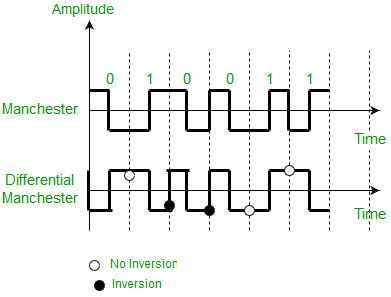 Amplitude
0 1 0 0 1 1
Manchester
Time
Differential
Manchester
Time
No Inversion
Inversion